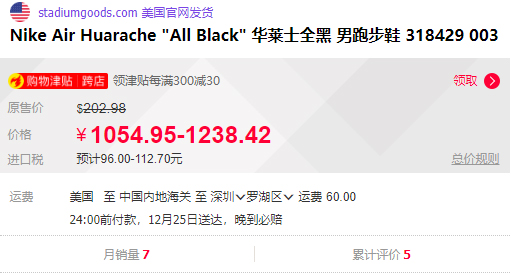 stadiumgoods.com 美国官网发货
Nike Air Huarache "All Black" 华莱士全黑 男跑步鞋 318429 003
购物津贴 跨店 领津贴每满300减30 领取
原售价 $202.98
价格 ¥1054.95-1238.42
进口税 预计96.00-112.70元 总价规则
运费 美国 至 中国内地海关 至 深圳 罗湖区 运费 60.00
24:00前付款，12月25日送达，晚到必赔
月销量 7 累计评价 5